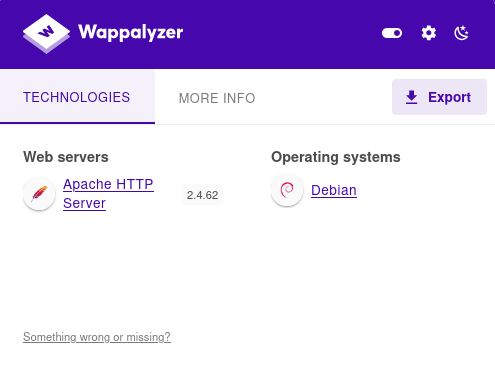 Wappalyzer
TECHNOLOGIES
MORE INFO
Export
Web servers
Apache HTTP
Server
2.4.62
Operating systems
Debian
Something wrong or missing?